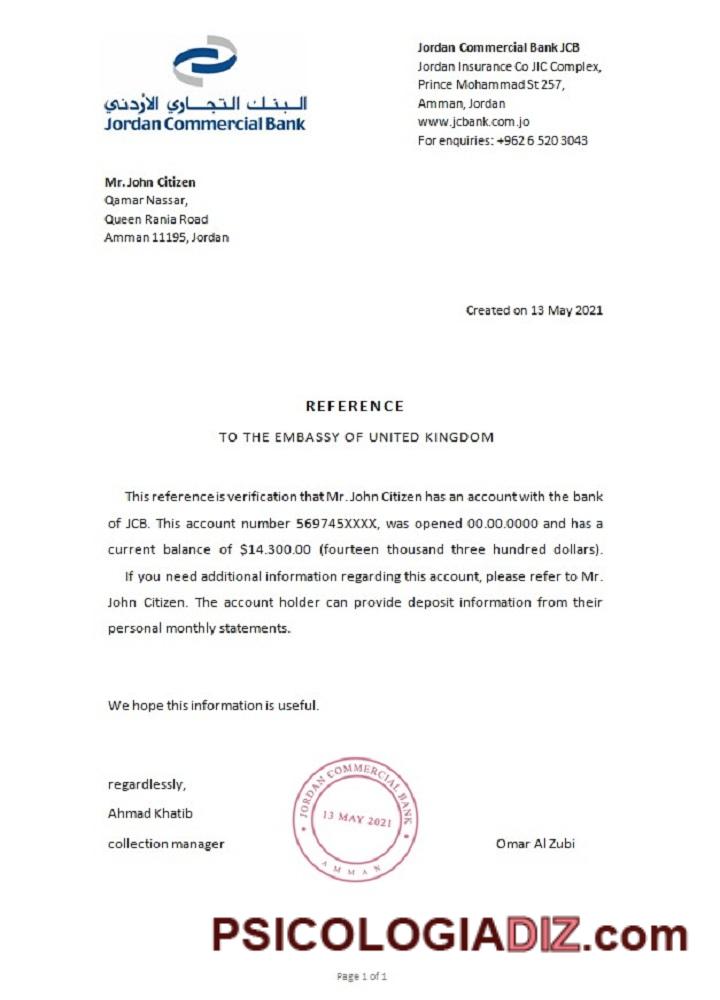 البنك التجاري الأردني
Jordan Commercial Bank
Jordan Commercial Bank JCB
Jordan Insurance Co JIC Complex,
Prince Mohammad St 257,
Amman, Jordan
www.jcbank.com.jo
For enquiries: +962 6 520 3043
Mr. John Citizen
Qamar Nassar,
Queen Rania Road
Amman 11195, Jordan
Created on 13 May 2021
REFERENCE
TO THE EMBASSY OF UNITED KINGDOM
This reference is verification that Mr. John Citizen has an account with the bank
of JCB. This account number 569745XXXX, was opened 00.00.0000 and has a
current balance of $14.300.00 (fourteen thousand three hundred dollars).
If you need additional information regarding this account, please refer to Mr.
John Citizen. The account holder can provide deposit information from their
personal monthly statements.
We hope this information is useful.
regardlessly,
Ahmad Khatib
collection manager
JORDAN COMMERCIAL BANK
13 MAY 2021
AMMAN
Omar Al Zubi
PSICOLOGIADIZ.com
Page 1 of 1